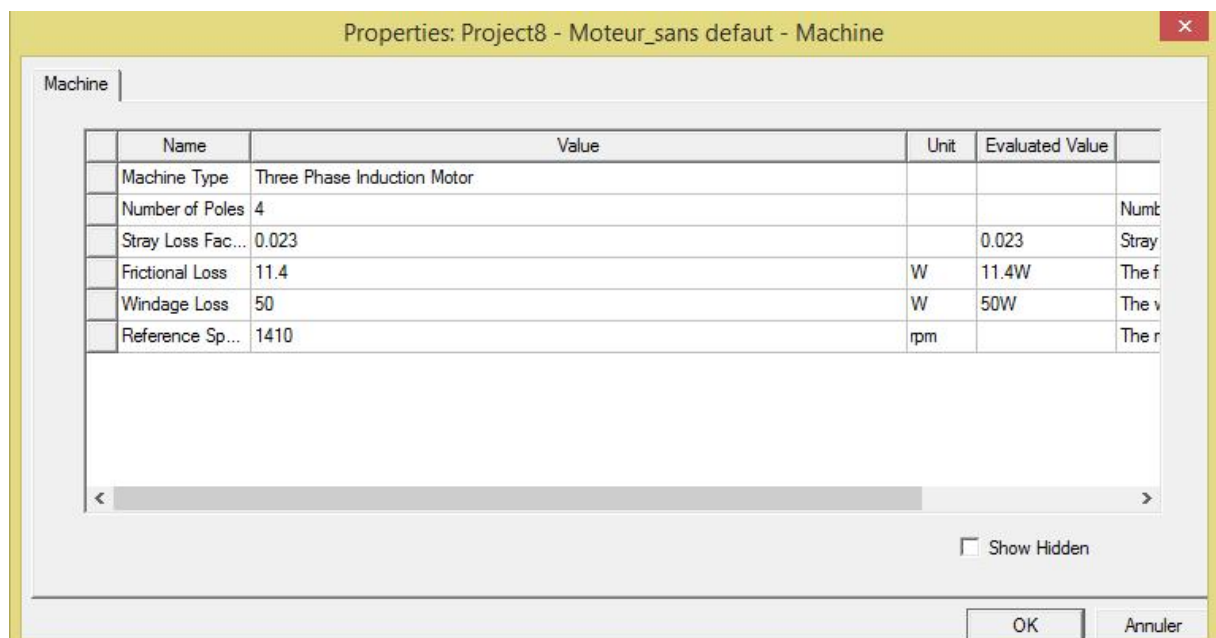 Properties: Project8 - Moteur_sans defaut - Machine
Machine
Name Value Unit Evaluated Value
Machine Type Three Phase Induction Motor
Number of Poles 4 Numb
Stray Loss Fac... 0.023 0.023 Stray
Frictional Loss 11.4 W 11.4W The f
Windage Loss 50 W 50W The w
Reference Sp... 1410 rpm The r
Show Hidden
OK Annuler